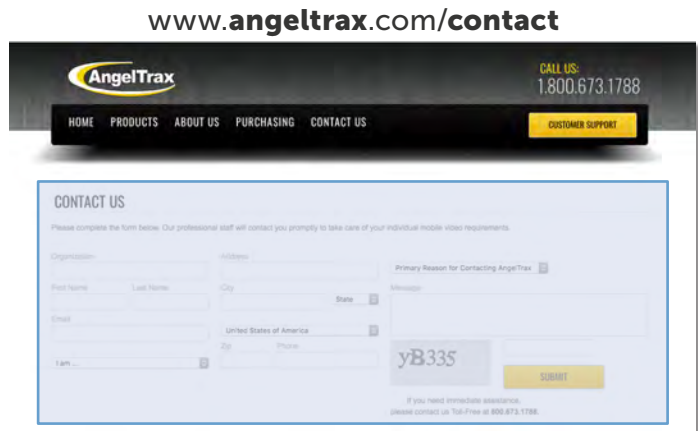 www.angeltrax.com/contact
AngelTrax
CALL US:
1.800.673.1788
HOME PRODUCTS ABOUT US PURCHASING CONTACT US
CUSTOMER SUPPORT
CONTACT US
Please complete the form below. Our professional staff will contact you promptly to take care of your individual mobile video requirements.
Organization Address
Primary Reason for Contacting AngelTrax
First Name Last Name City Message
State
Email
United States of America
Zip Phone
I am ...
yB335
SUBMIT
If you need immediate assistance,
please contact us Toll-Free at 800.673.1788.